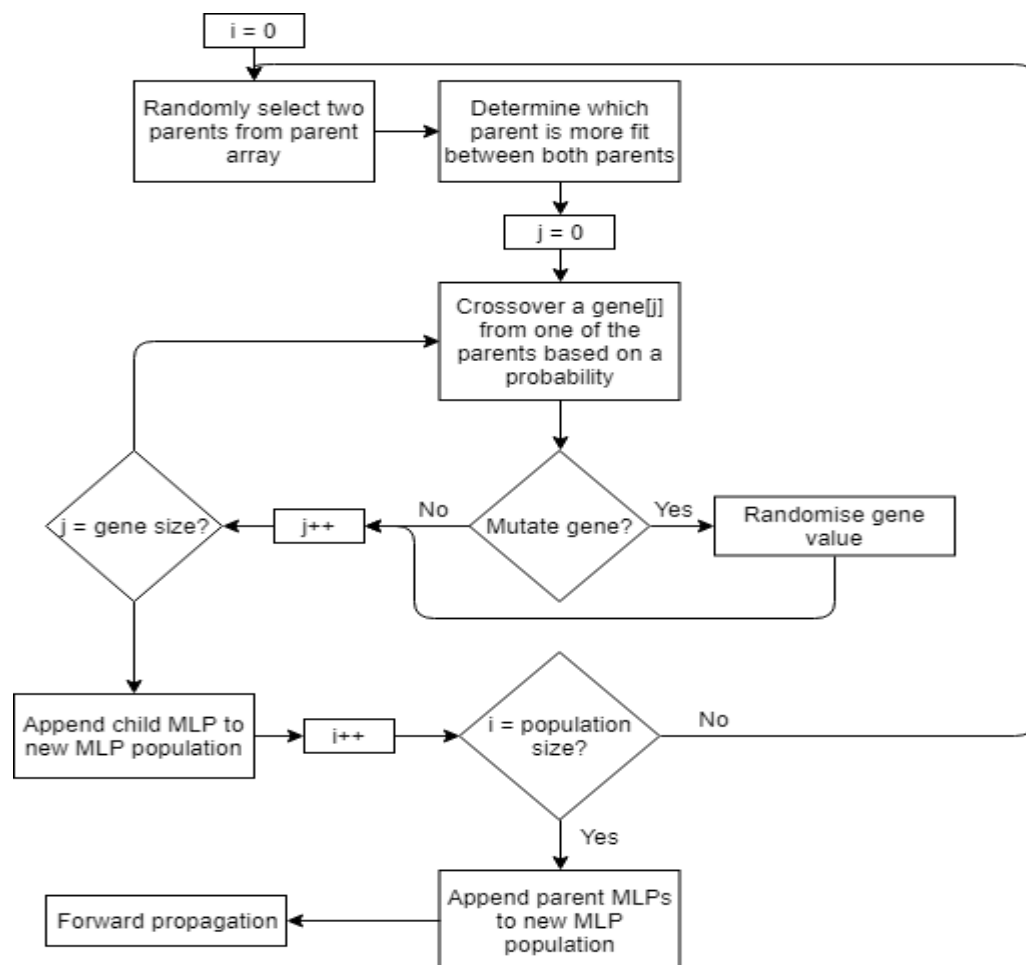 i = 0
Randomly select two
parents from parent
array
Determine which
parent is more fit
between both parents
j = 0
Crossover a gene[j]
from one of the
parents based on a
probability
j = gene size?
j++
No
Mutate gene?
Yes
Randomise gene
value
Append child MLP to
new MLP population
i++
i = population
size?
No
Yes
Append parent MLPs
to new MLP
population
Forward propagation